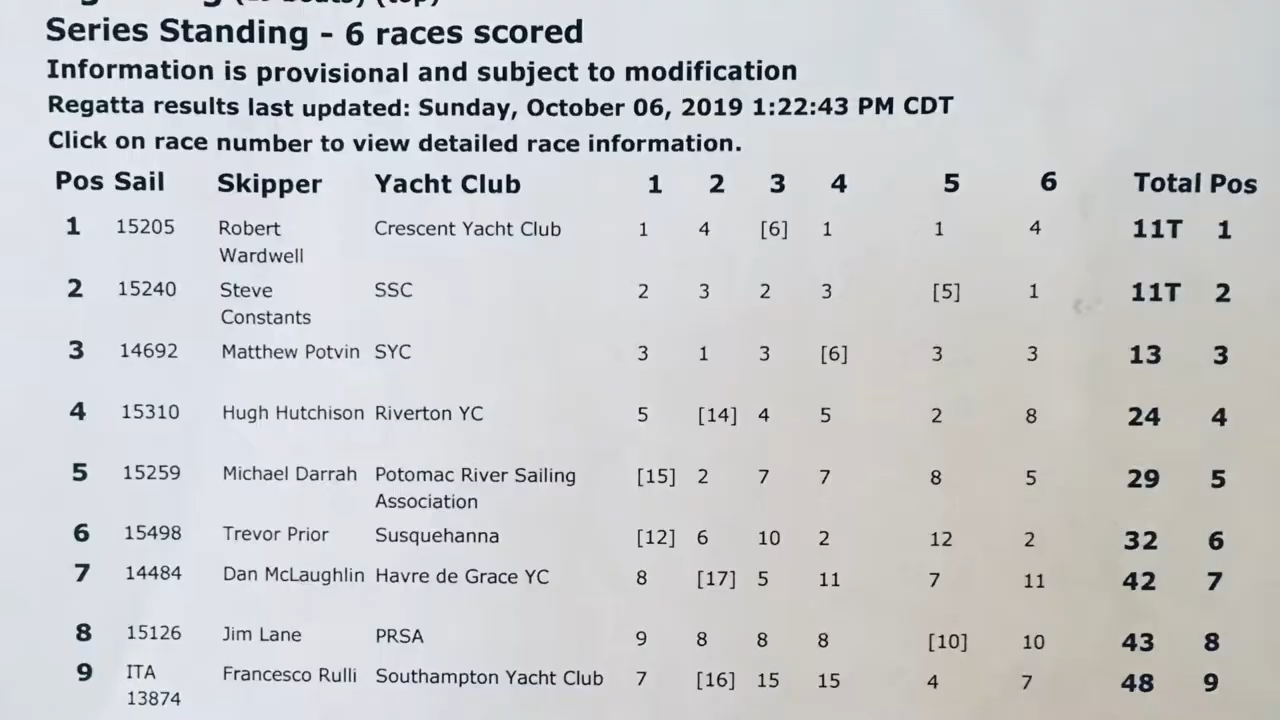 Series Standing - 6 races scored
Information is provisional and subject to modification
Regatta results last updated: Sunday, October 06, 2019 1:22:43 PM CDT
Click on race number to view detailed race information.
Pos Sail Skipper Yacht Club 1 2 3 4 5 6 Total Pos
1 15205 Robert Crescent Yacht Club 1 4 [6] 1 1 4 11T 1
Wardwell
2 15240 Steve SSC 2 3 2 3 [5] 1 11T 2
Constants
3 14692 Matthew Potvin SYC 3 1 3 [6] 3 3 13 3
4 15310 Hugh Hutchison Riverton YC 5 [14] 4 5 2 8 24 4
5 15259 Michael Darrah Potomac River Sailing [15] 2 7 7 8 5 29 5
Association
6 15498 Trevor Prior Susquehanna [12] 6 10 2 12 2 32 6
7 14484 Dan McLaughlin Havre de Grace YC 8 [17] 5 11 7 11 42 7
8 15126 Jim Lane PRSA 9 8 8 8 [10] 10 43 8
9 ITA Francesco Rulli Southampton Yacht Club 7 [16] 15 15 4 7 48 9
13874